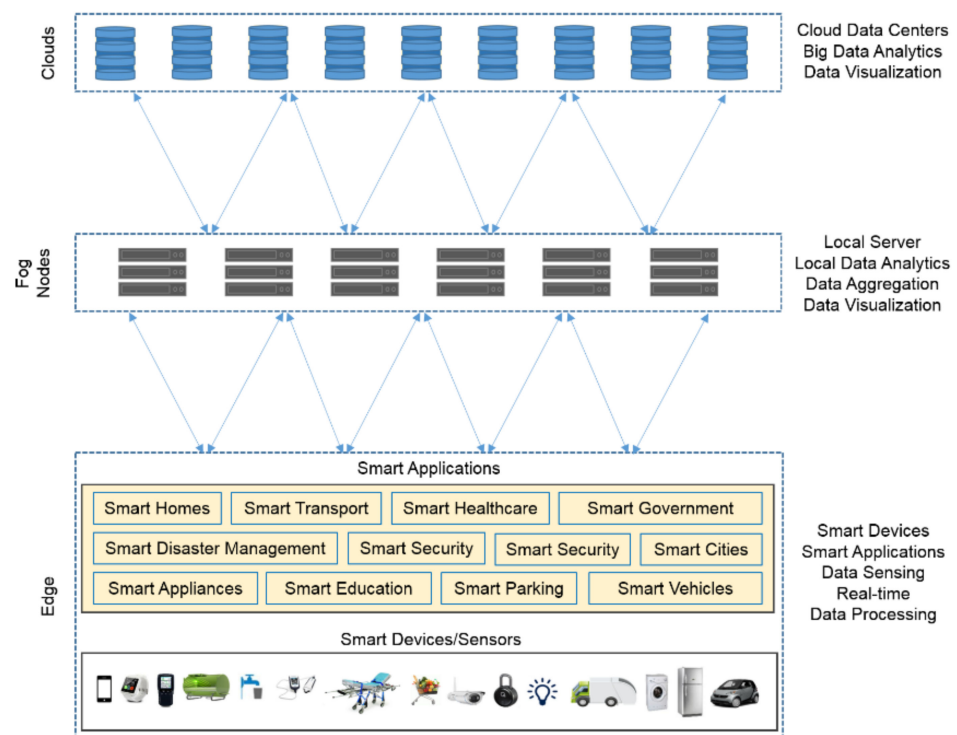 Clouds
Cloud Data Centers
Big Data Analytics
Data Visualization
Fog
Nodes
Local Server
Local Data Analytics
Data Aggregation
Data Visualization
Edge
Smart Applications
Smart Homes
Smart Transport
Smart Healthcare
Smart Government
Smart Disaster Management
Smart Security
Smart Security
Smart Cities
Smart Appliances
Smart Education
Smart Parking
Smart Vehicles
Smart Devices/Sensors
Smart Devices
Smart Applications
Data Sensing
Real-time
Data Processing